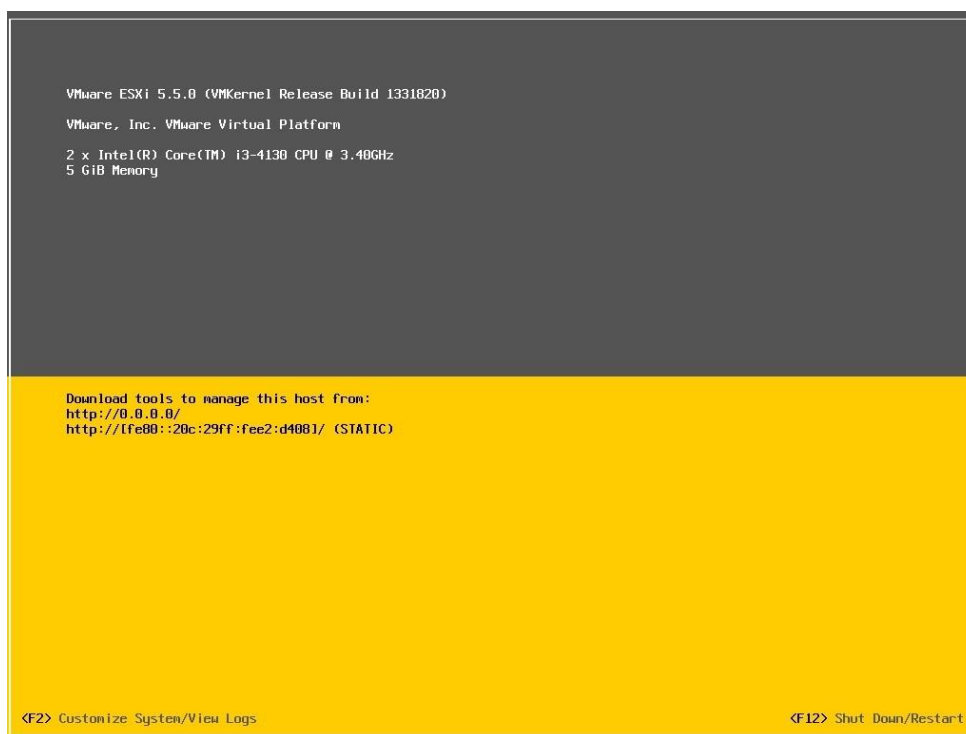 VMware ESXi 5.5.0 (VMKernel Release Build 1331820)
VMware, Inc. VMware Virtual Platform
2 x Intel(R) Core(TM) i3-4130 CPU @ 3.40GHz
5 GiB Memory
Download tools to manage this host from:
http://0.0.0.0/
http://[fe80::20c:29ff:fee2:d408]/ (STATIC)
<F2> Customize System/View Logs
<F12> Shut Down/Restart